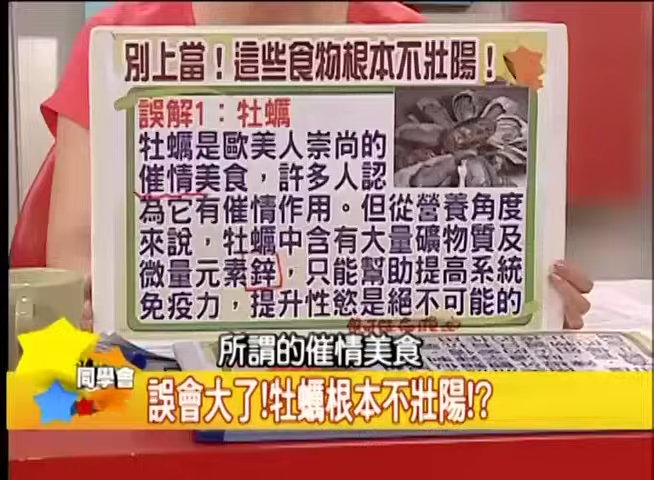 別上當！這些食物根本不壯陽！
誤解1：牡蠣
牡蠣是歐美人崇尚的
催情美食，許多人認
為它有催情作用。但從營養角度
來說，牡蠣中含有大量礦物質及
微量元素鋅，只能幫助提高系統
免疫力，提升性慾是絕不可能的
所謂的催情美食
同學會
誤會大了!牡蠣根本不壯陽!?